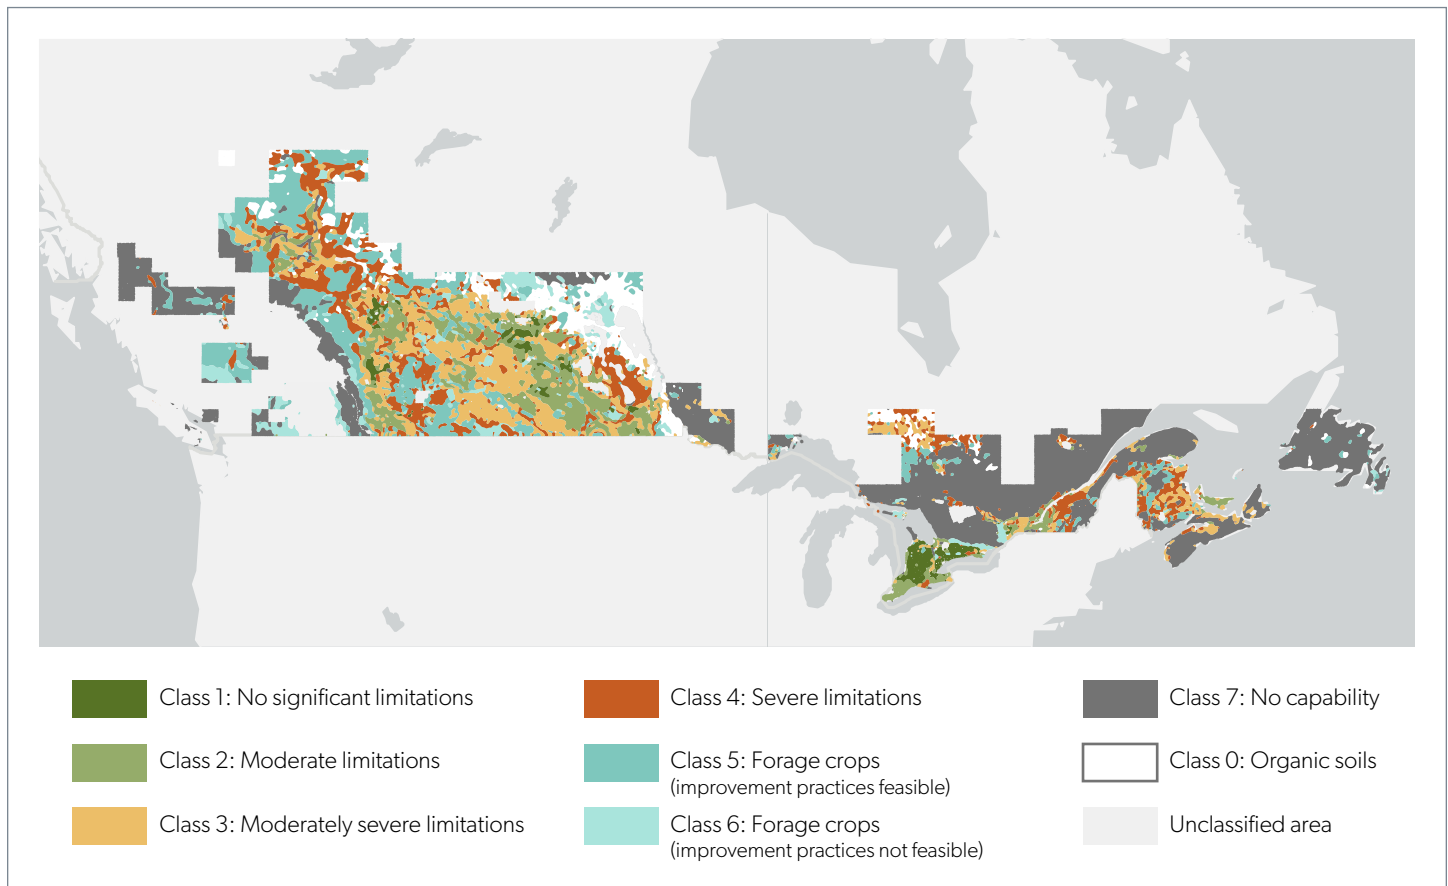 Class 1: No significant limitations
Class 2: Moderate limitations
Class 3: Moderately severe limitations
Class 4: Severe limitations
Class 5: Forage crops
(improvement practices feasible)
Class 6: Forage crops
(improvement practices not feasible)
Class 7: No capability
Class 0: Organic soils
Unclassified area